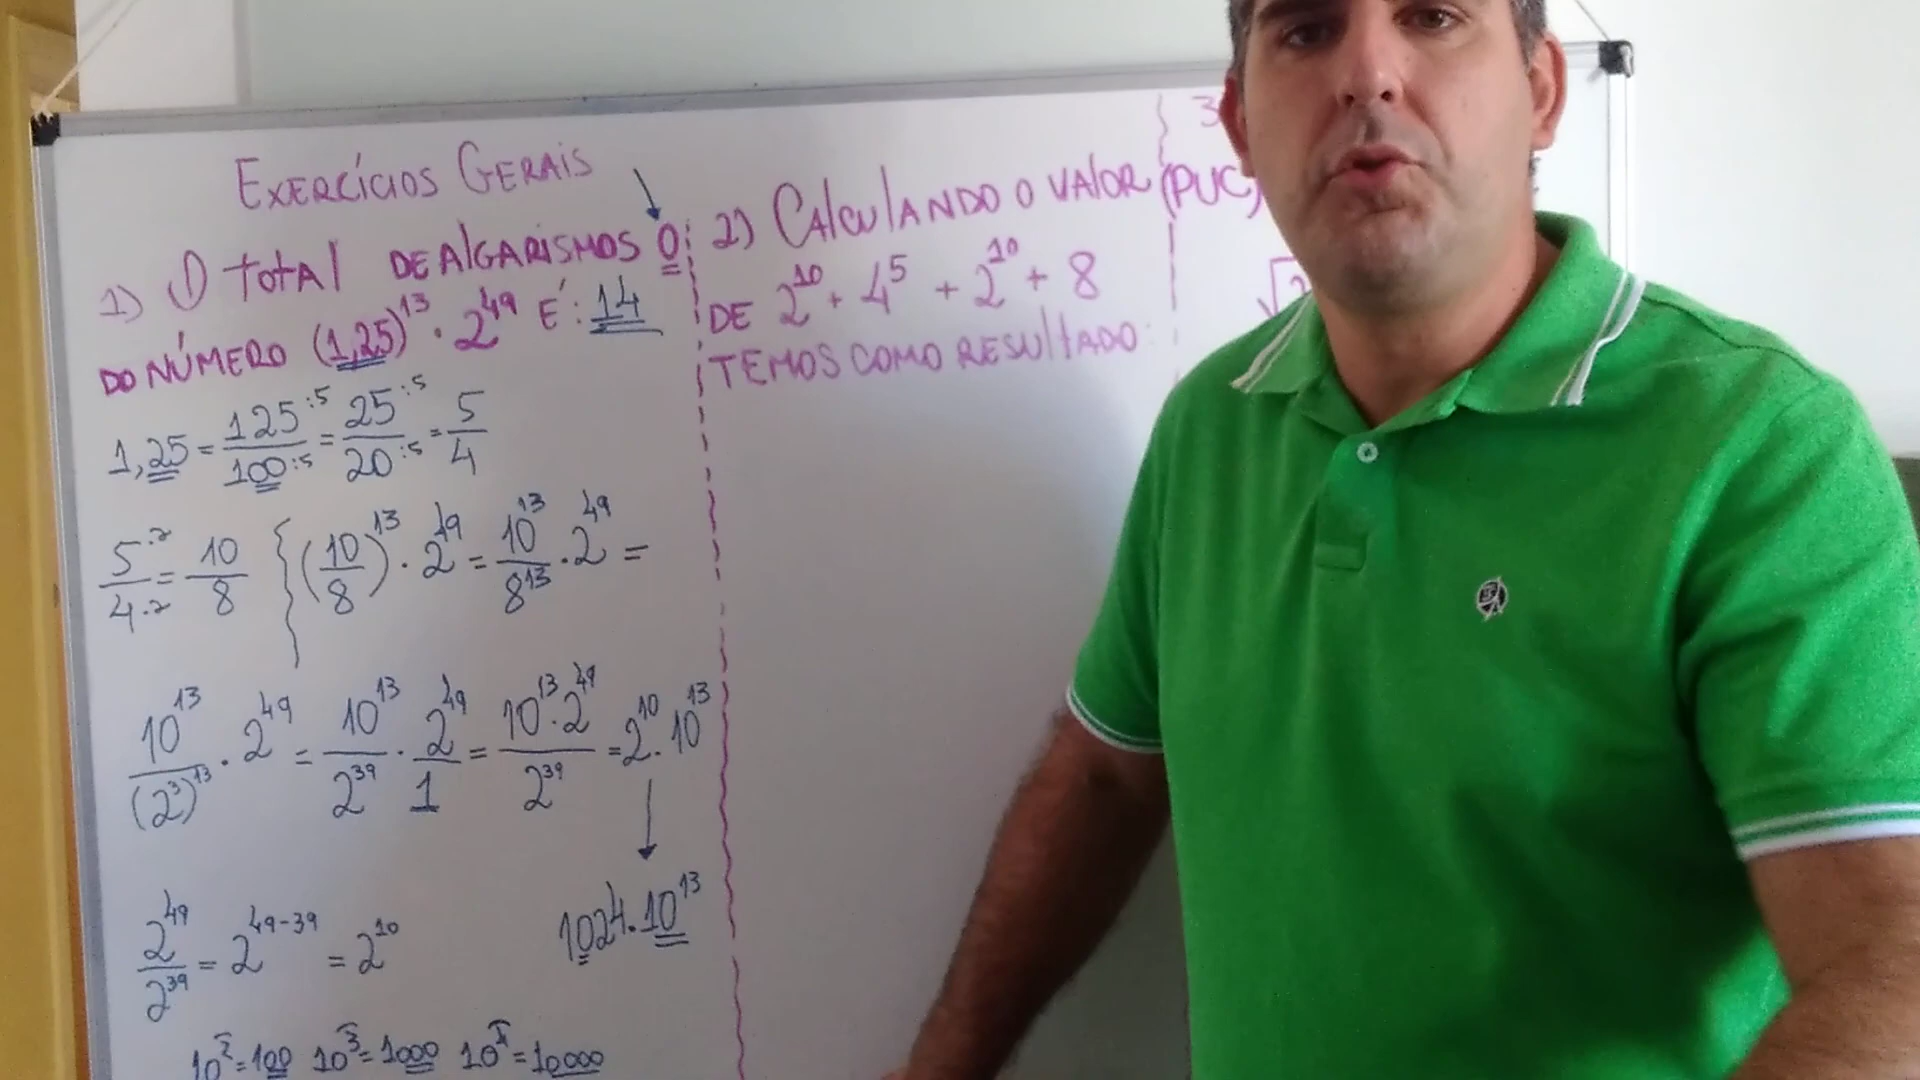 EXERCÍCIOS GERAIS
1) O TOTAL DE ALGARISMOS 0
DO NÚMERO (1,25)^13 · 2^49 É: 14
1,25 = 125:5/100:5 = 25:5/20:5 = 5/4
5·2/4·2 = 10/8 { (10/8)^13 · 2^49 = 10^13/8^13 · 2^49 =
10^13/(2^3)^13 · 2^49 = 10^13/2^39 · 2^49/1 = 10^13 · 2^49/2^39 = 2^10 · 10^13
1024 · 10^13
2^49/2^39 = 2^49-39 = 2^10
10^2 = 100 10^3 = 1000 10^4 = 10000
2) CALCULANDO O VALOR (PUC)
DE 2^10 + 4^5 + 2^10 + 8
TEMOS COMO RESULTADO:
3